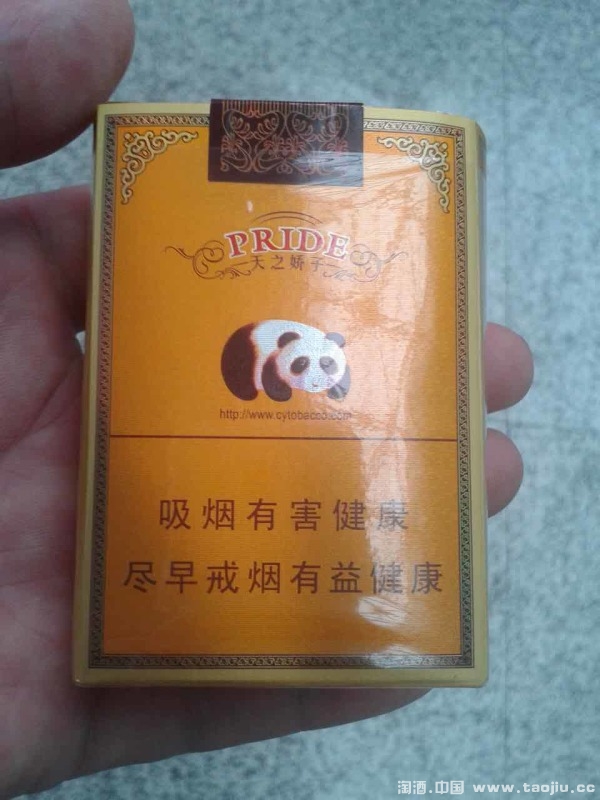 PRIDE
天之娇子
http://www.cytobacco.com
吸烟有害健康
尽早戒烟有益健康
淘酒.中国 www.taojiu.cc